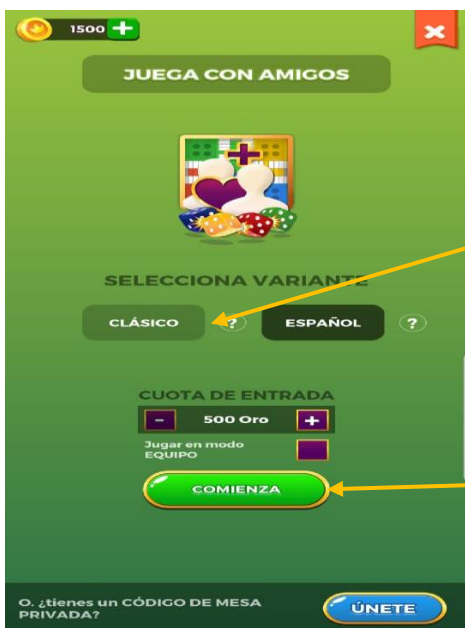 1500 +
JUEGA CON AMIGOS
SELECCIONA VARIANTE
CLÁSICO ? ESPAÑOL ?
CUOTA DE ENTRADA
- 500 Oro +
Jugar en modo
EQUIPO
COMIENZA
O. ¿tienes un CÓDIGO DE MESA
PRIVADA?
ÚNETE